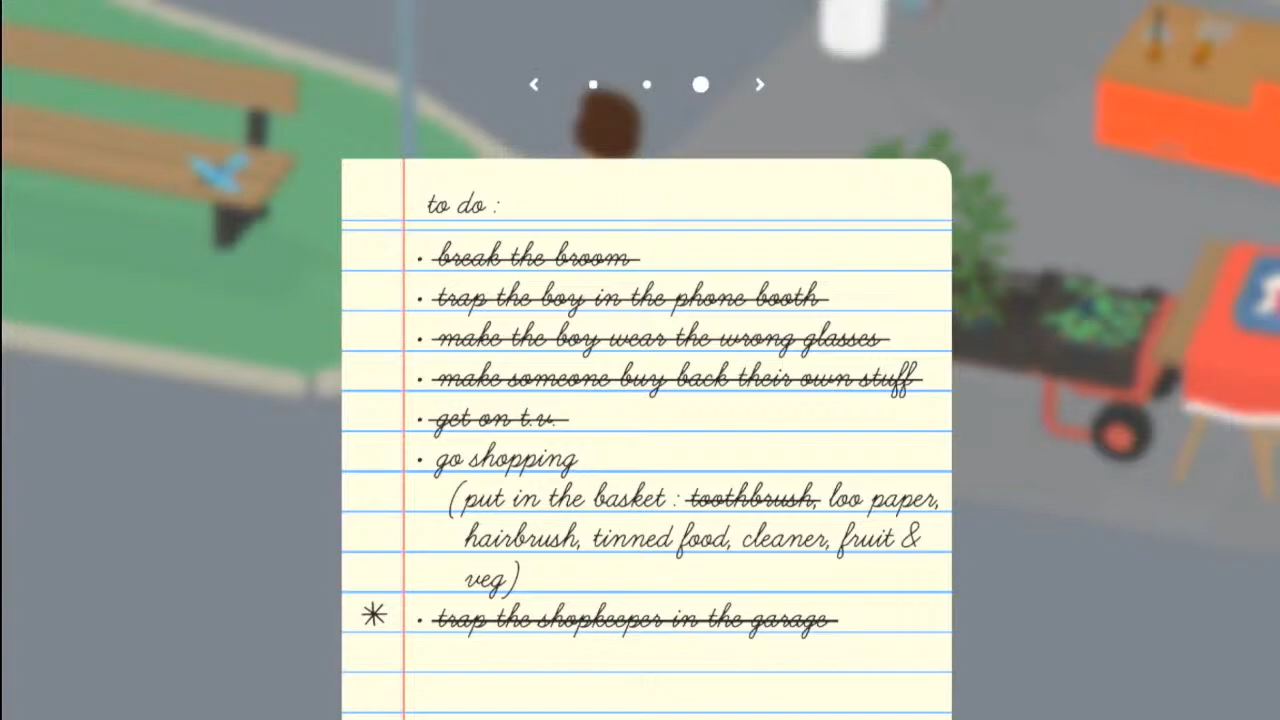 to do :
• break the broom
• trap the boy in the phone booth
• make the boy wear the wrong glasses
• make someone buy back their own stuff
• get on t.v.
• go shopping
(put in the basket : toothbrush, loo paper,
hairbrush, tinned food, cleaner, fruit &
veg)
• trap the shopkeeper in the garage